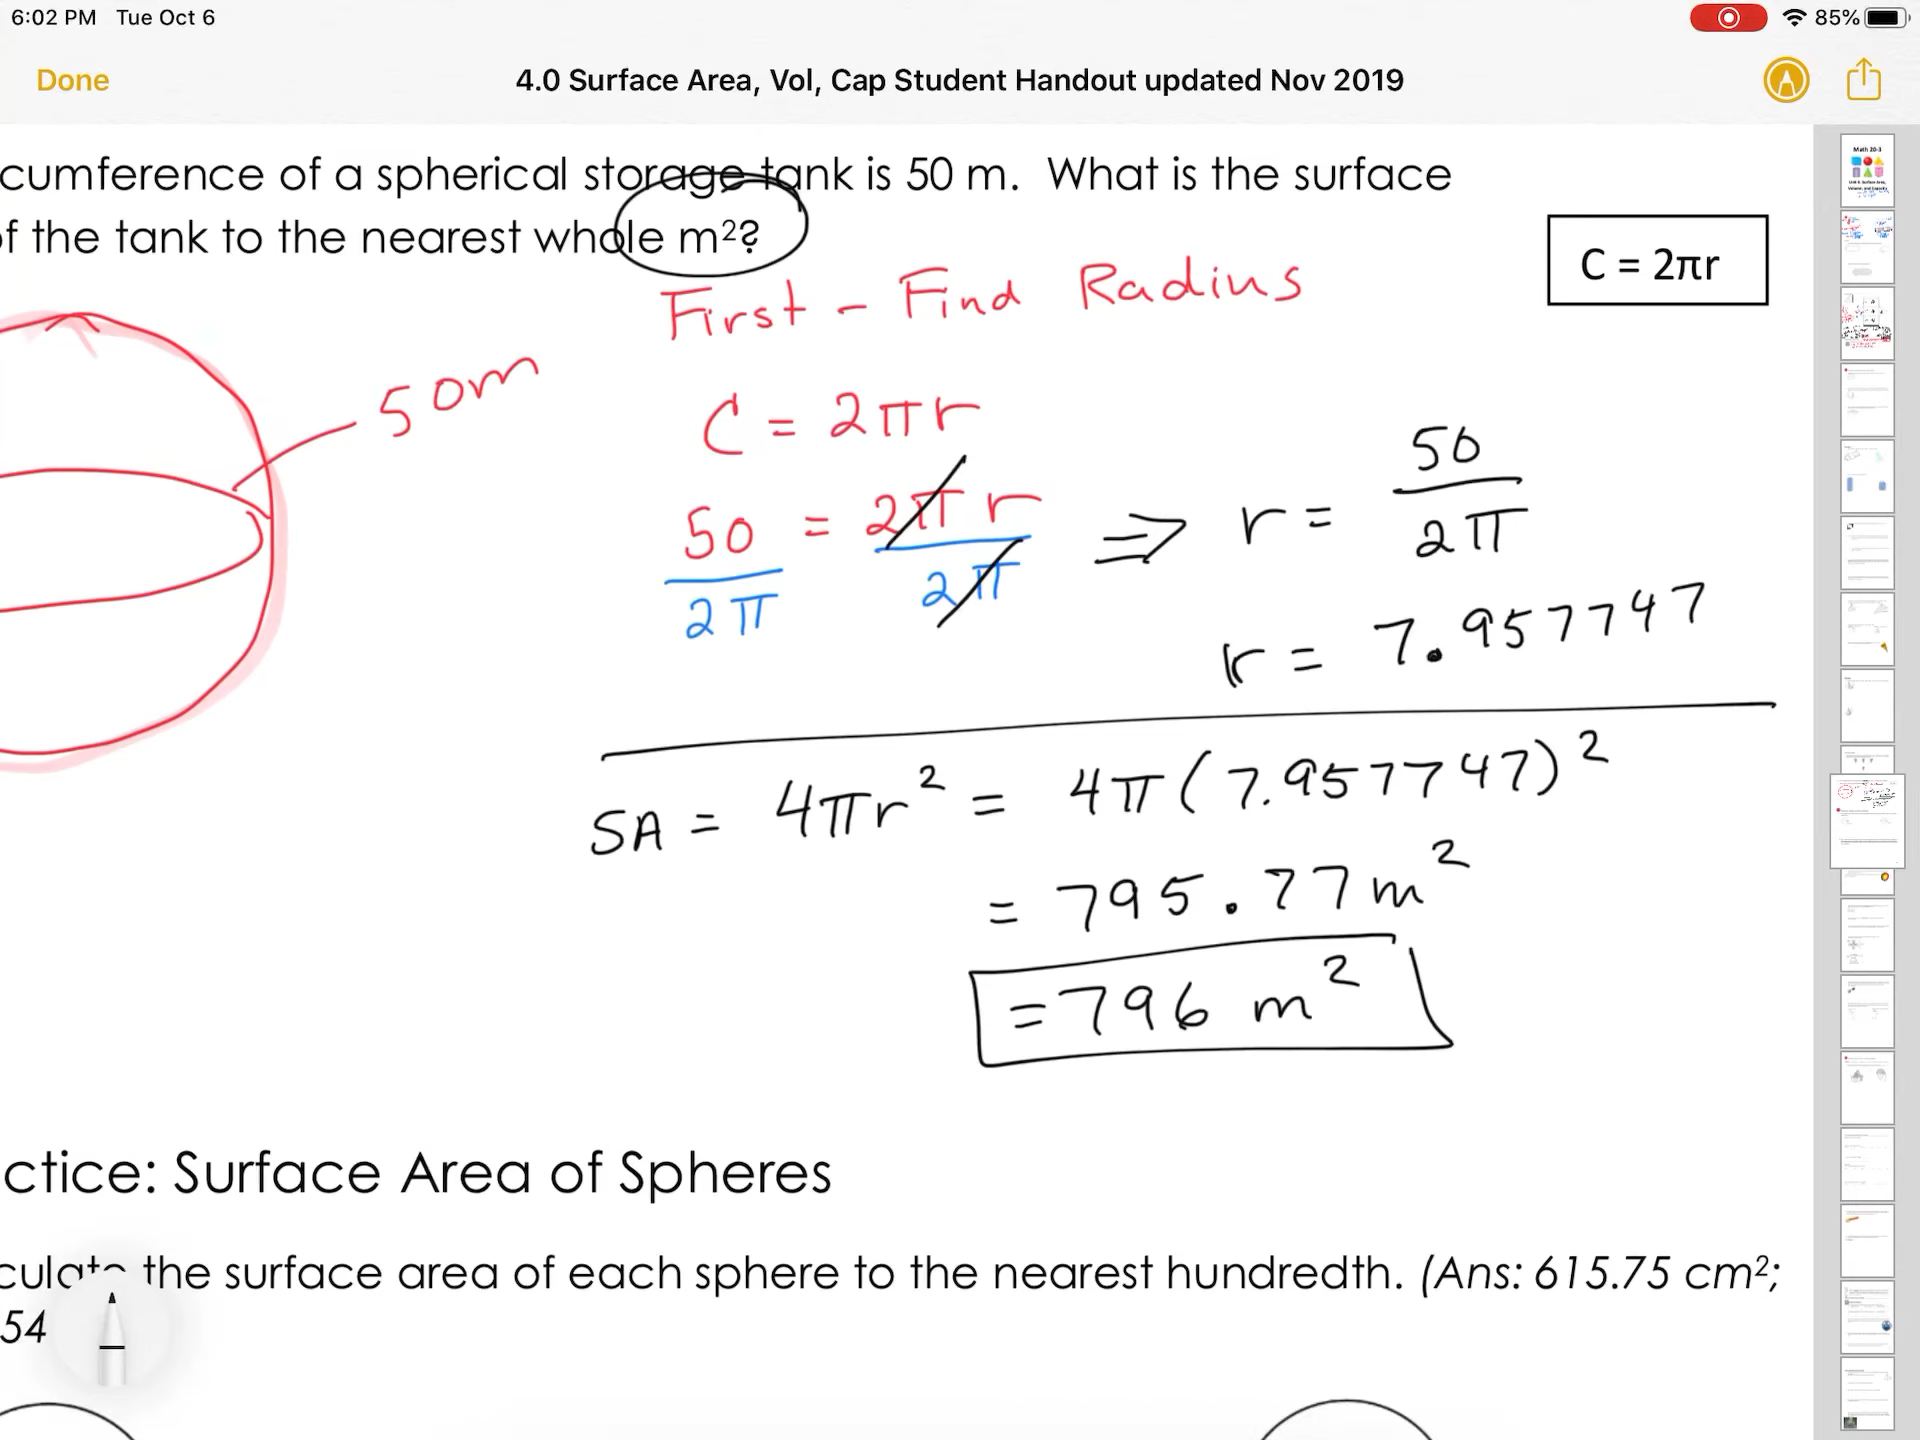 6:02 PM Tue Oct 6
85%
Done
4.0 Surface Area, Vol, Cap Student Handout updated Nov 2019
cumference of a spherical storage tank is 50 m. What is the surface
of the tank to the nearest whole m²?
C = 2πr
First - Find Radius
50m
C = 2πr
50 = 2πr ⇒ r = 50
2π 2π 2π
r = 7.957747
SA = 4πr² = 4π(7.957747)²
= 795.77m²
= 796 m²
ctice: Surface Area of Spheres
the surface area of each sphere to the nearest hundredth. (Ans: 615.75 cm²;
54
Math 20-3